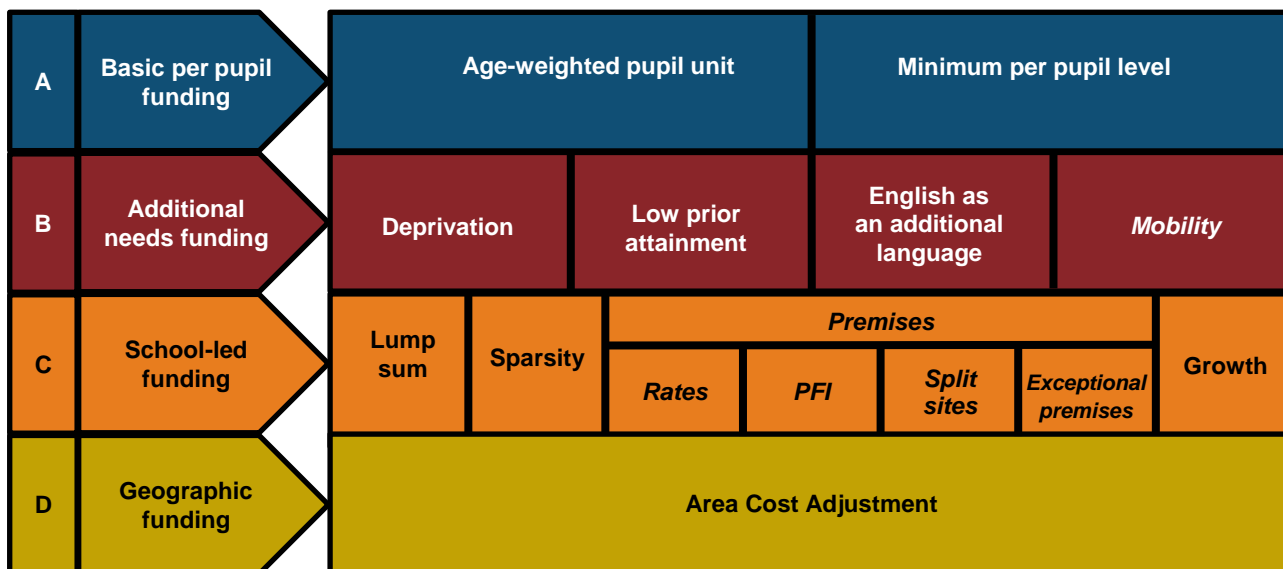 A
Basic per pupil
funding
Age-weighted pupil unit
Minimum per pupil level
B
Additional
needs funding
Deprivation
Low prior
attainment
English as
an additional
language
Mobility
C
School-led
funding
Lump
sum
Sparsity
Premises
Rates
PFI
Split
sites
Exceptional
premises
Growth
D
Geographic
funding
Area Cost Adjustment